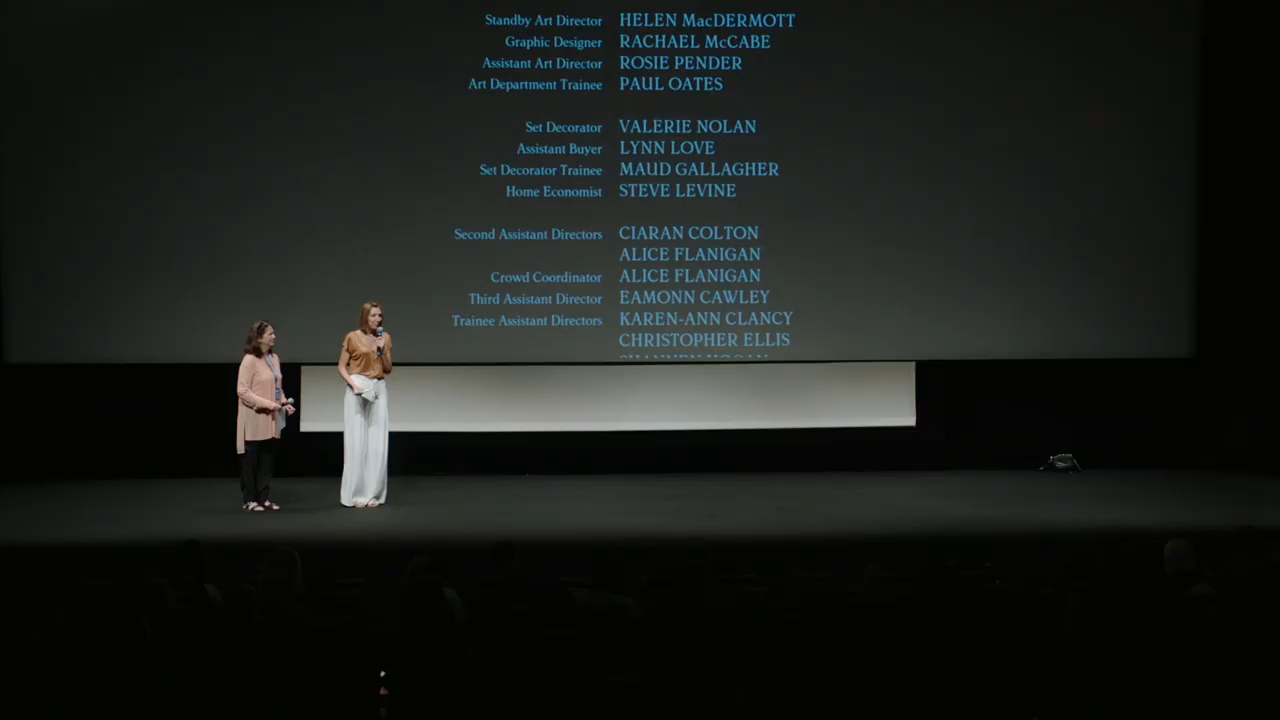 Standby Art Director HELEN MacDERMOTT
Graphic Designer RACHAEL McCABE
Assistant Art Director ROSIE PENDER
Art Department Trainee PAUL OATES
Set Decorator VALERIE NOLAN
Assistant Buyer LYNN LOVE
Set Decorator Trainee MAUD GALLAGHER
Home Economist STEVE LEVINE
Second Assistant Directors CIARAN COLTON
ALICE FLANIGAN
Crowd Coordinator ALICE FLANIGAN
Third Assistant Director EAMONN CAWLEY
Trainee Assistant Directors KAREN-ANN CLANCY
CHRISTOPHER ELLIS